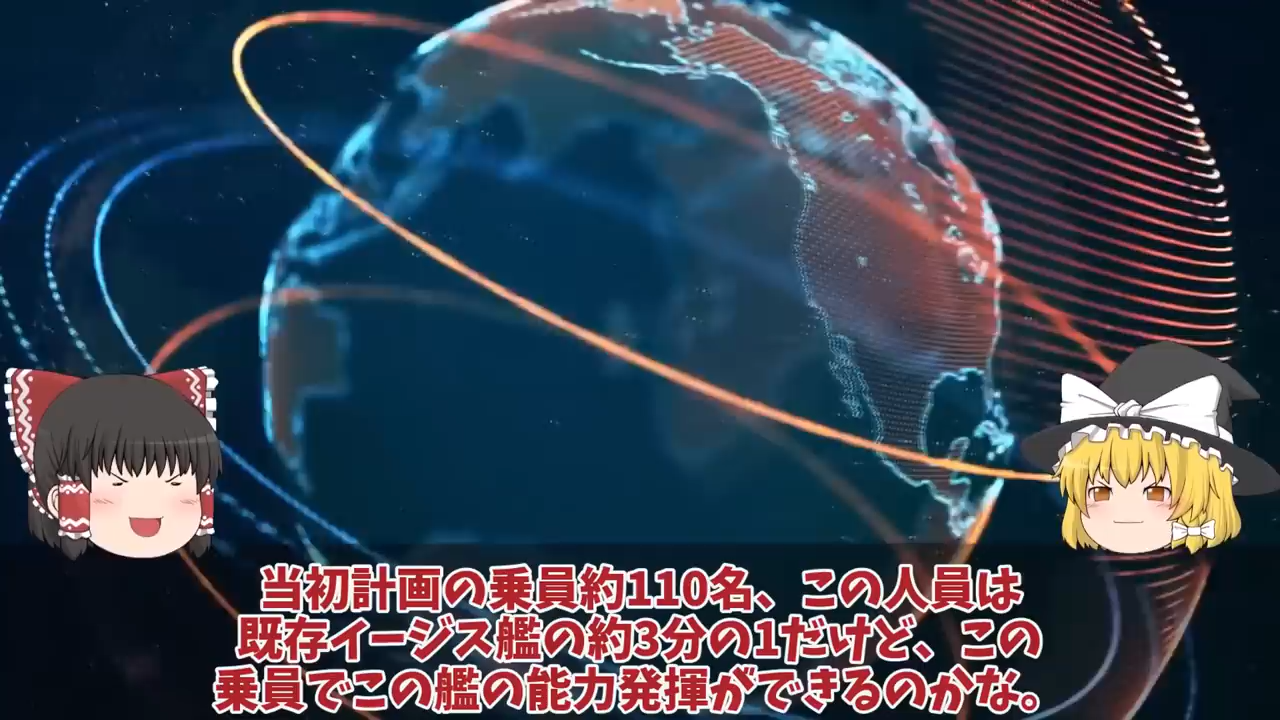 当初計画の乗員約110名、この人員は
既存イージス艦の約3分の1だけど、この
乗員でこの艦の能力発揮ができるのかな。